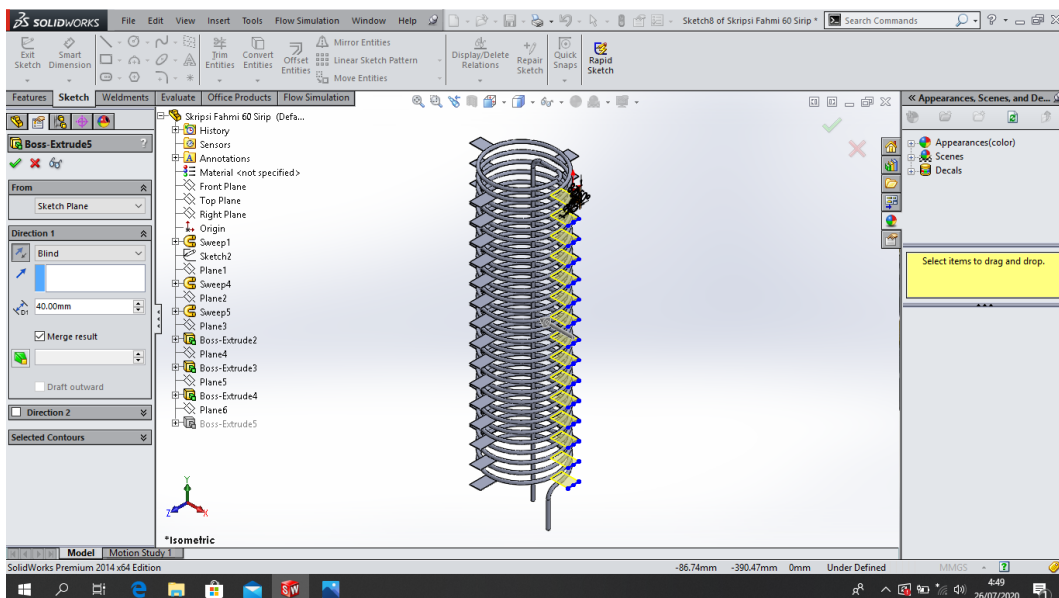 SOLIDWORKS File Edit View Insert Tools Flow Simulation Window Help Sketch8 of Skripsi Fahmi 60 Sirip * Search Commands
Exit Sketch
Smart Dimension
Trim Entities
Convert Entities
Offset Entities
Mirror Entities
Linear Sketch Pattern
Move Entities
Display/Delete Relations
Repair Sketch
Quick Snaps
Rapid Sketch
Features Sketch Weldments Evaluate Office Products Flow Simulation
Boss-Extrude5 ?
From
Sketch Plane
Direction 1
Blind
D1 40.00mm
Merge result
Draft outward
Direction 2
Selected Contours
Skripsi Fahmi 60 Sirip (Defa...
History
Sensors
Annotations
Material <not specified>
Front Plane
Top Plane
Right Plane
Origin
Sweep1
Sketch2
Plane1
Sweep4
Plane2
Sweep5
Plane3
Boss-Extrude2
Plane4
Boss-Extrude3
Plane5
Boss-Extrude4
Plane6
Boss-Extrude5
Y
Z X
*Isometric
« Appearances, Scenes, and De...
Appearances(color)
Scenes
Decals
Select items to drag and drop.
Model Motion Study 1
SolidWorks Premium 2014 x64 Edition -86.74mm -390.47mm 0mm Under Defined MMGS
4:49
26/07/2020